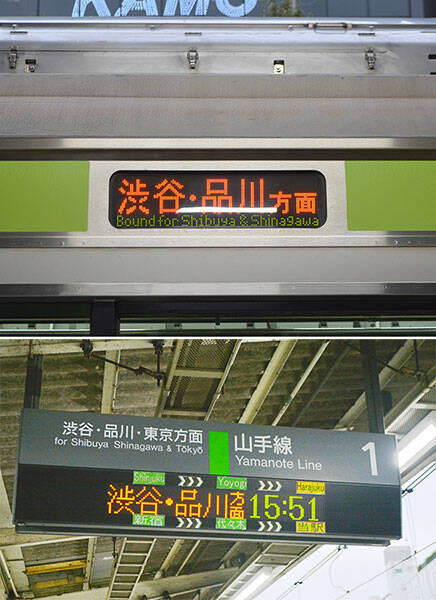 渋谷・品川方面
Bound for Shibuya & Shinagawa
渋谷・品川・東京方面
for Shibuya Shinagawa & Tōkyō
山手線
Yamanote Line
1
Shinjuku Yoyogi Harajuku
渋谷・品川方面 15:51
新宿 代々木 当駅